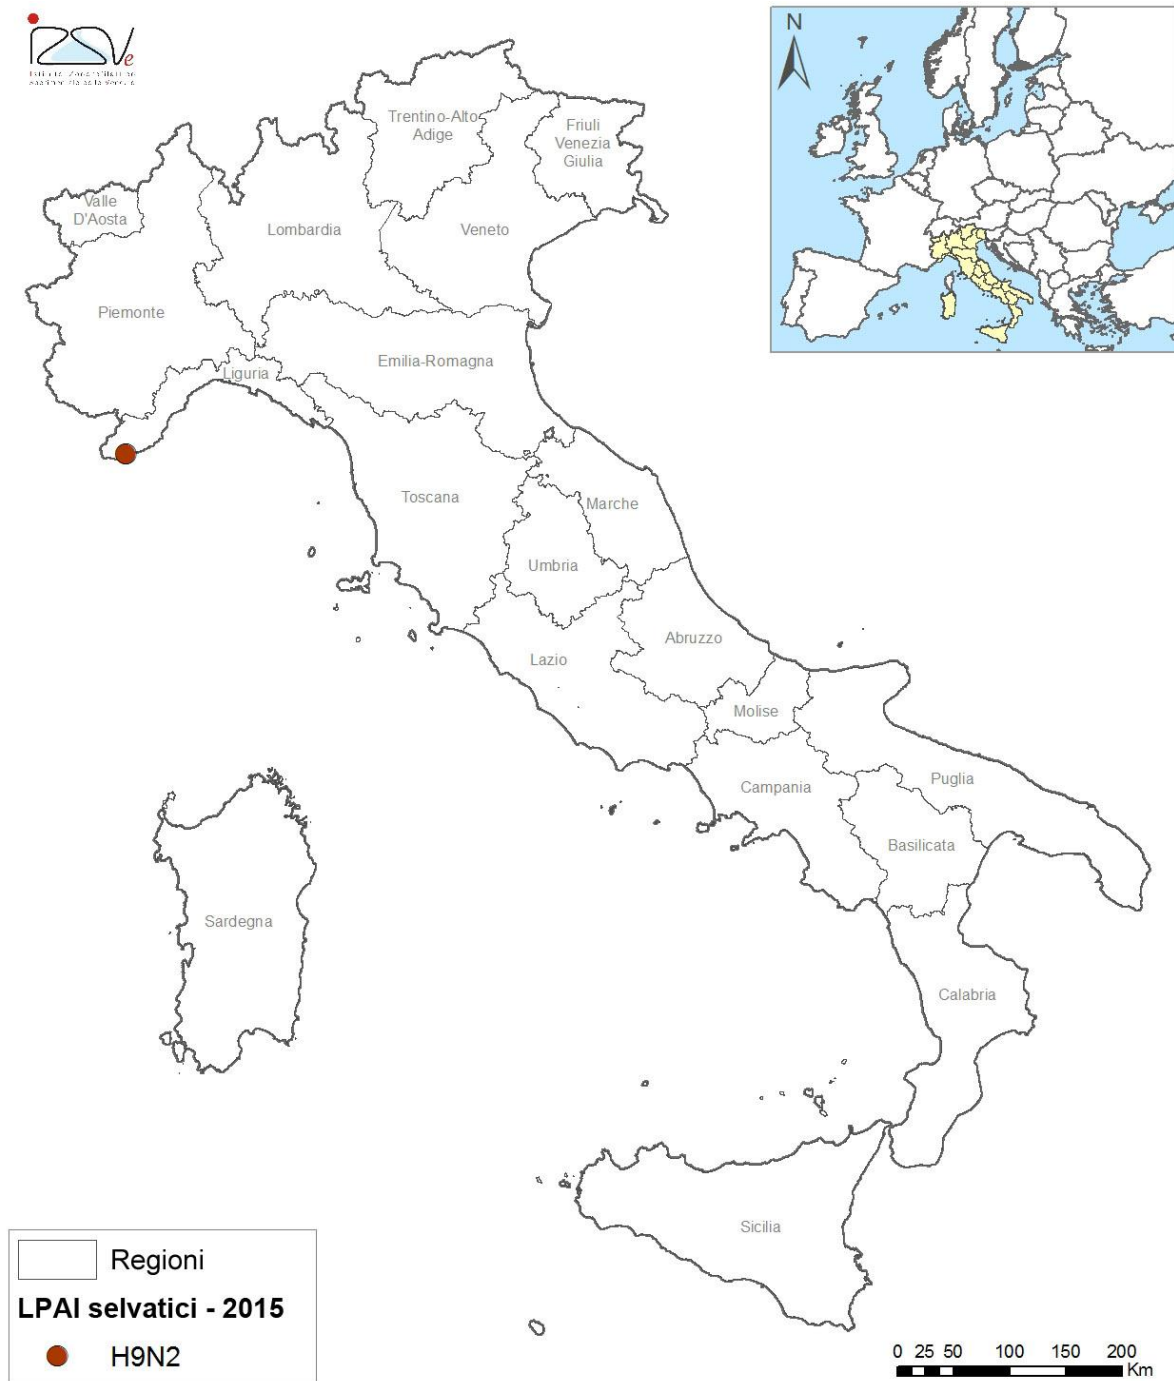 iZSVe
N
Trentino-Alto
Adige
Friuli
Venezia
Giulia
Valle
D'Aosta
Lombardia
Veneto
Piemonte
Emilia-Romagna
Liguria
Toscana
Marche
Umbria
Abruzzo
Lazio
Molise
Campania
Puglia
Basilicata
Sardegna
Calabria
Sicilia
Regioni
LPAI selvatici - 2015
H9N2
0 25 50 100 150 200
Km